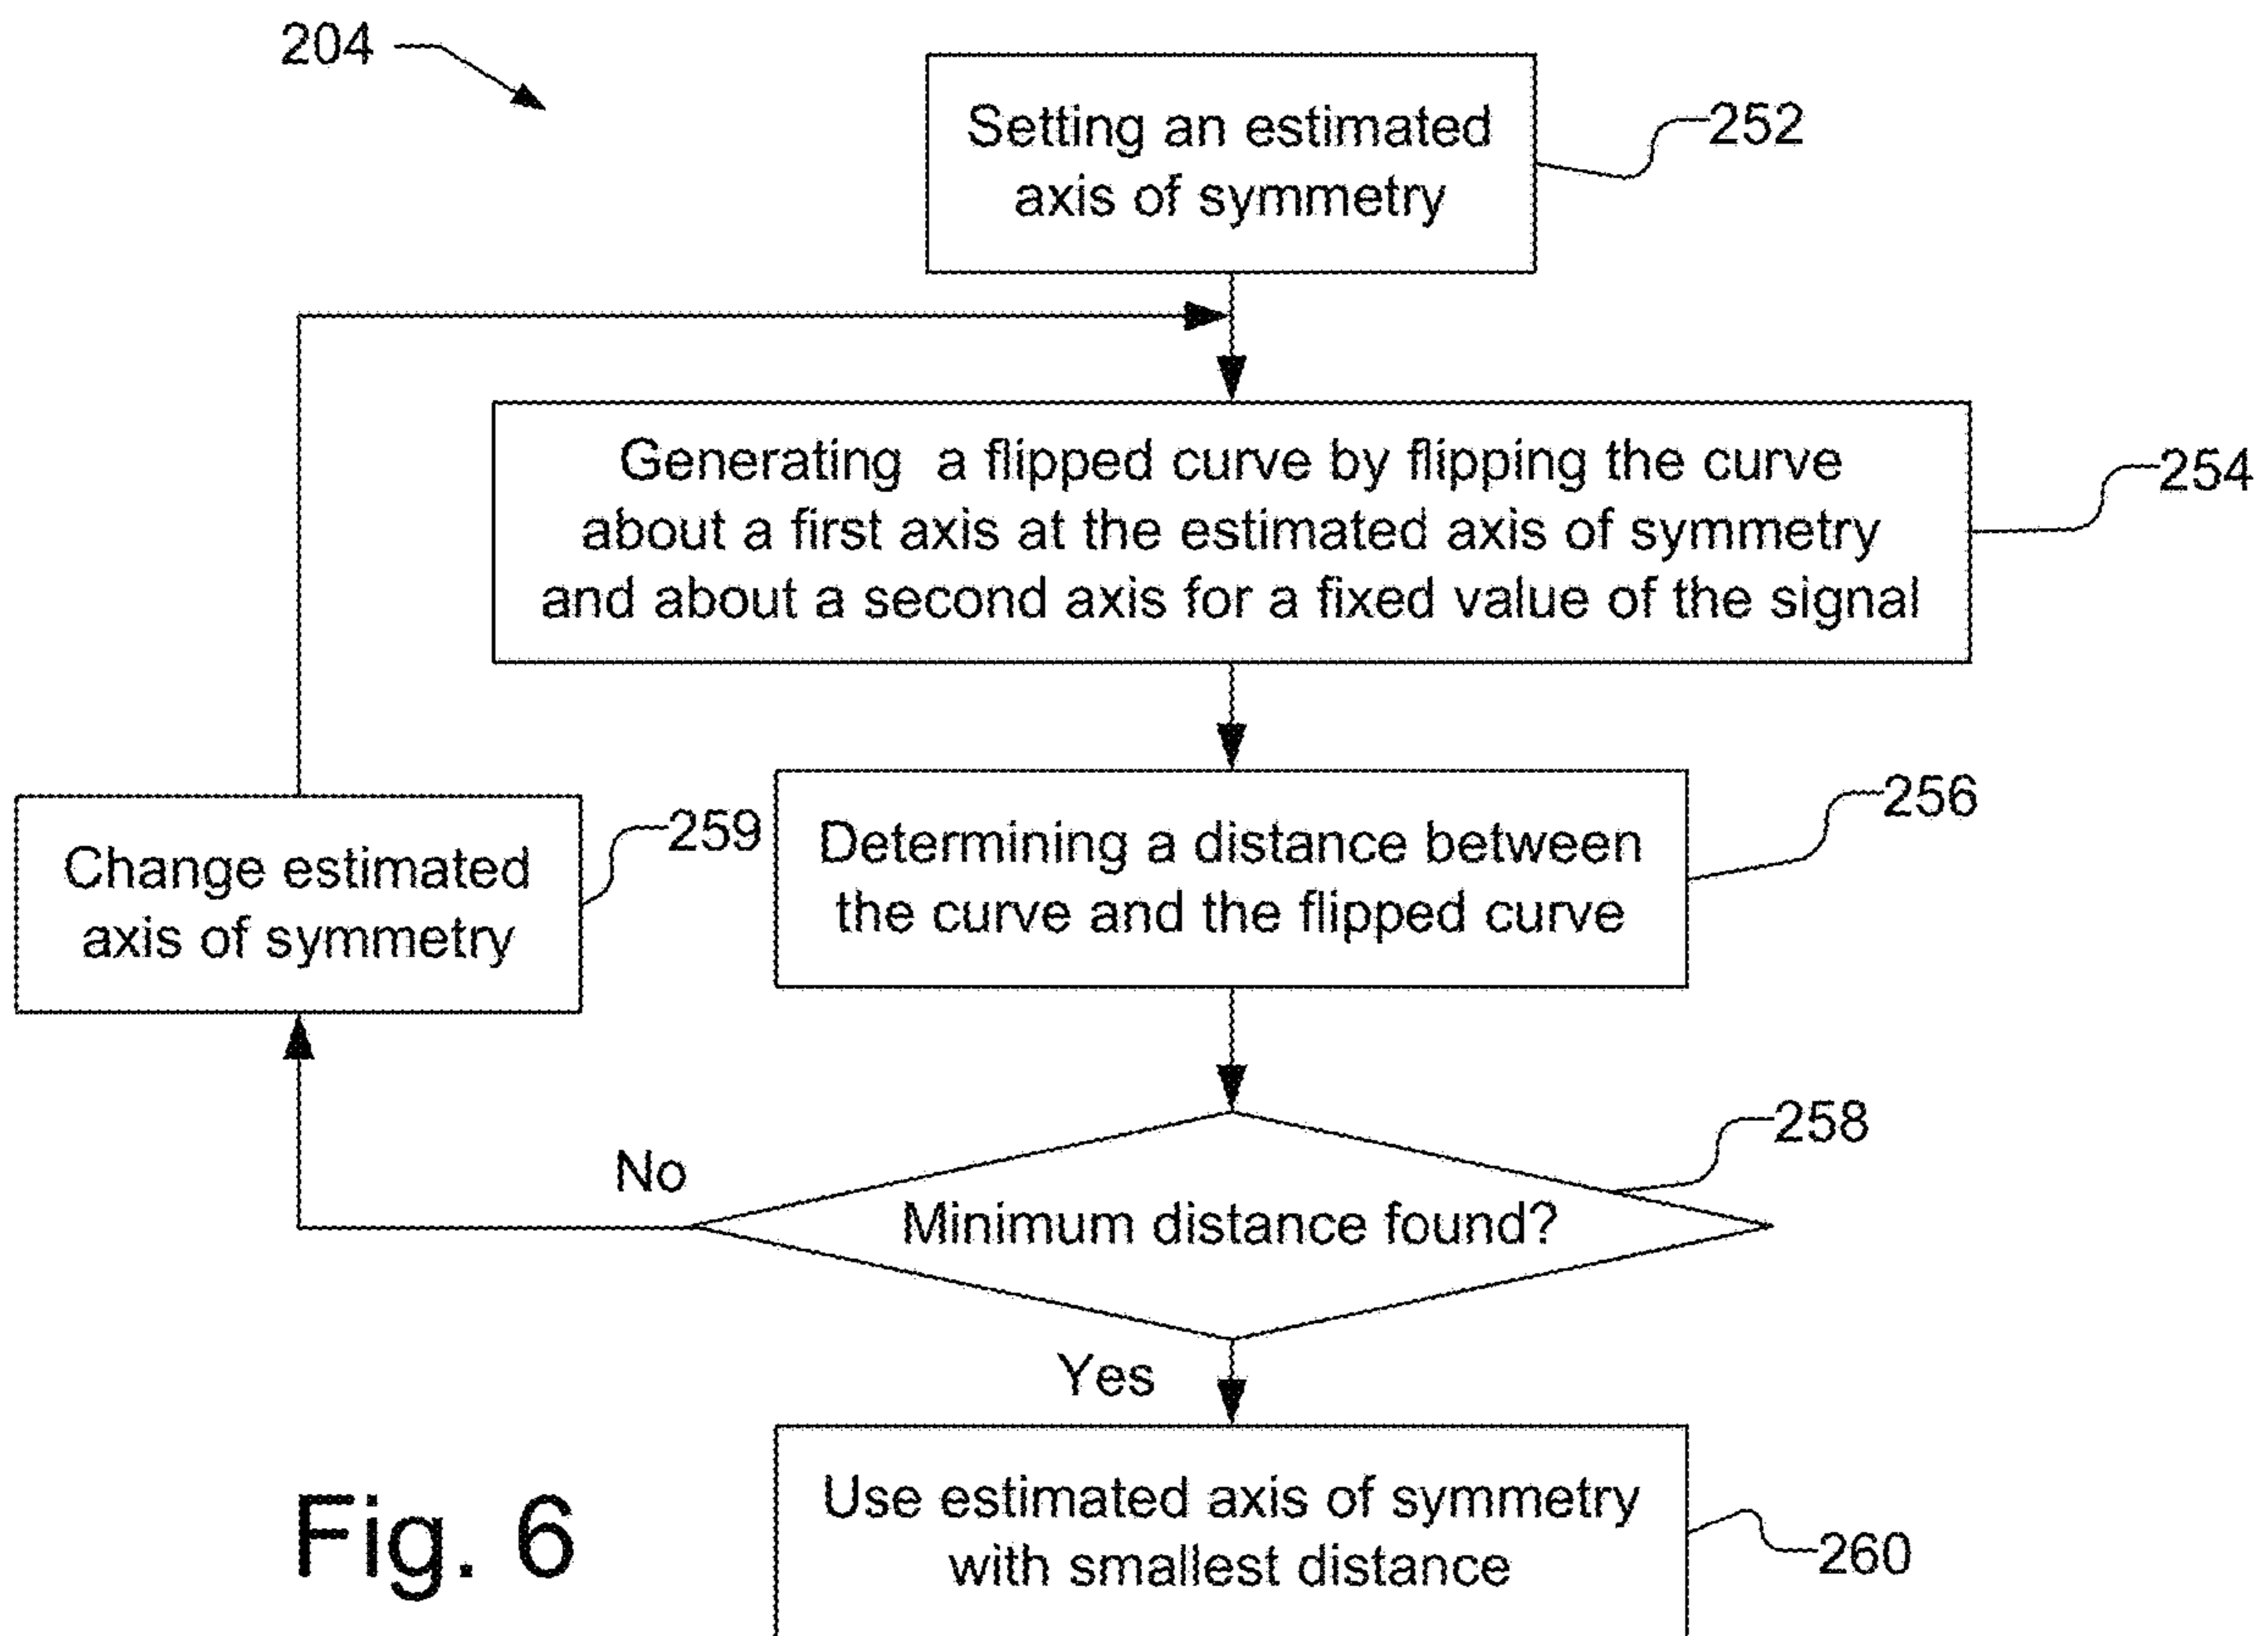 204
Setting an estimated
axis of symmetry
252
Generating a flipped curve by flipping the curve
about a first axis at the estimated axis of symmetry
and about a second axis for a fixed value of the signal
254
Change estimated
axis of symmetry
259
Determining a distance between
the curve and the flipped curve
256
No
Minimum distance found?
258
Yes
Use estimated axis of symmetry
with smallest distance
260
Fig. 6